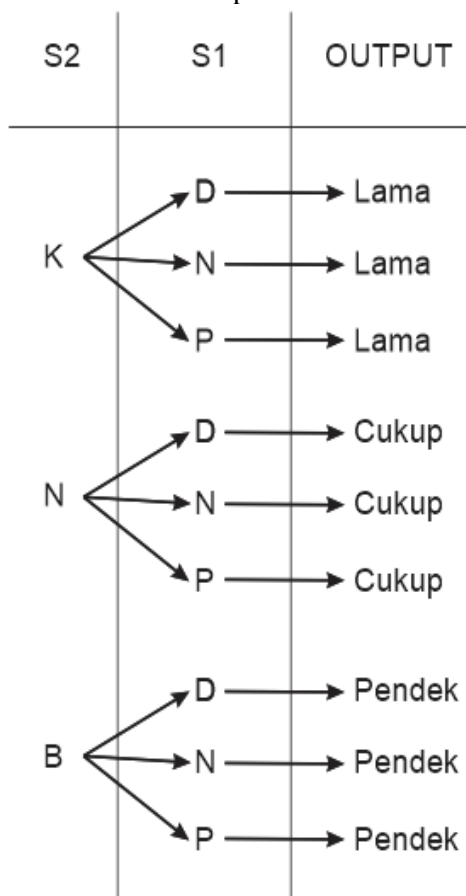 S2 S1 OUTPUT
D Lama
K N Lama
P Lama
D Cukup
N N Cukup
P Cukup
D Pendek
B N Pendek
P Pendek